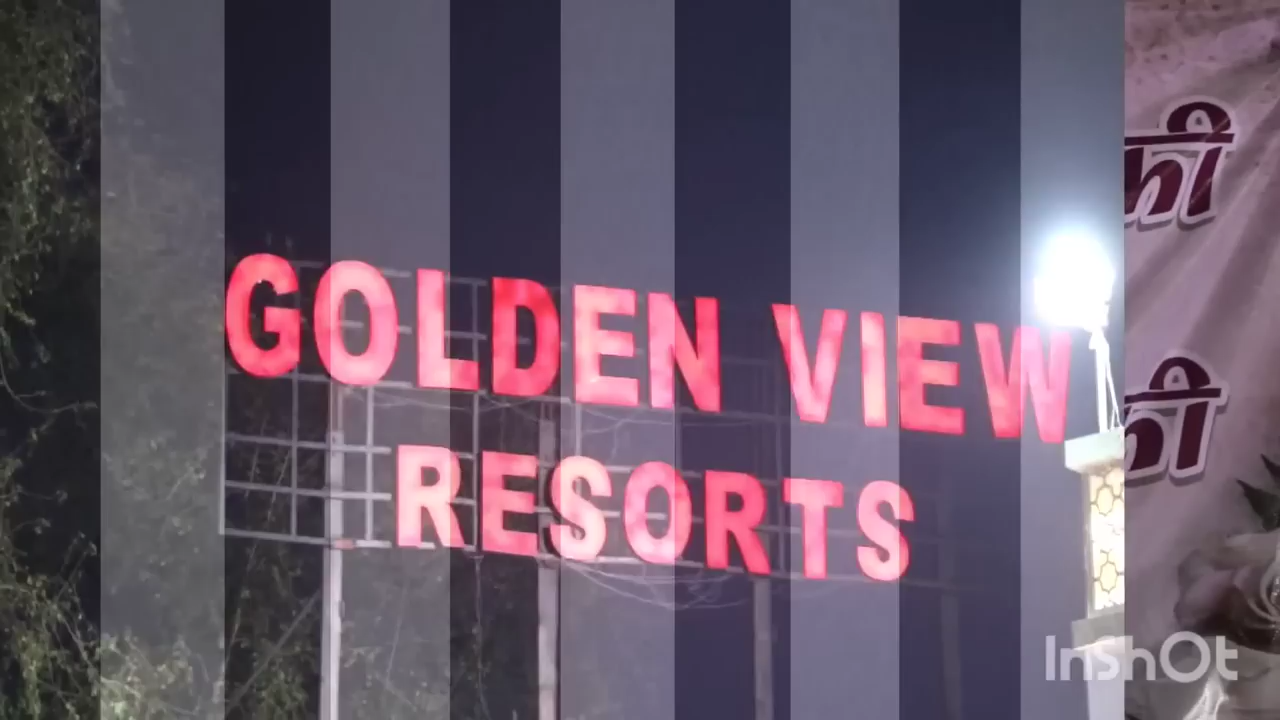 GOLDEN VIEW
RESORTS
की
की
InShOt